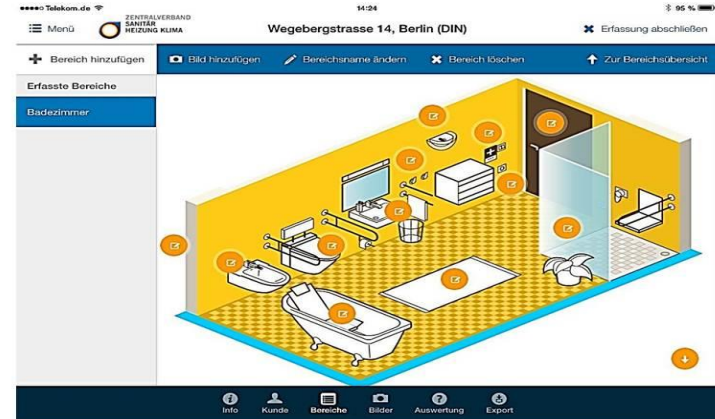 Telekom.de
14:24
95 %
Menü
ZENTRALVERBAND
SANITÄR
HEIZUNG KLIMA
Wegebergstrasse 14, Berlin (DIN)
Erfassung abschließen
Bereich hinzufügen
Bild hinzufügen
Bereichsname ändern
Bereich löschen
Zur Bereichsübersicht
Erfasste Bereiche
Badezimmer
Info
Kunde
Bereiche
Bilder
Auswertung
Export